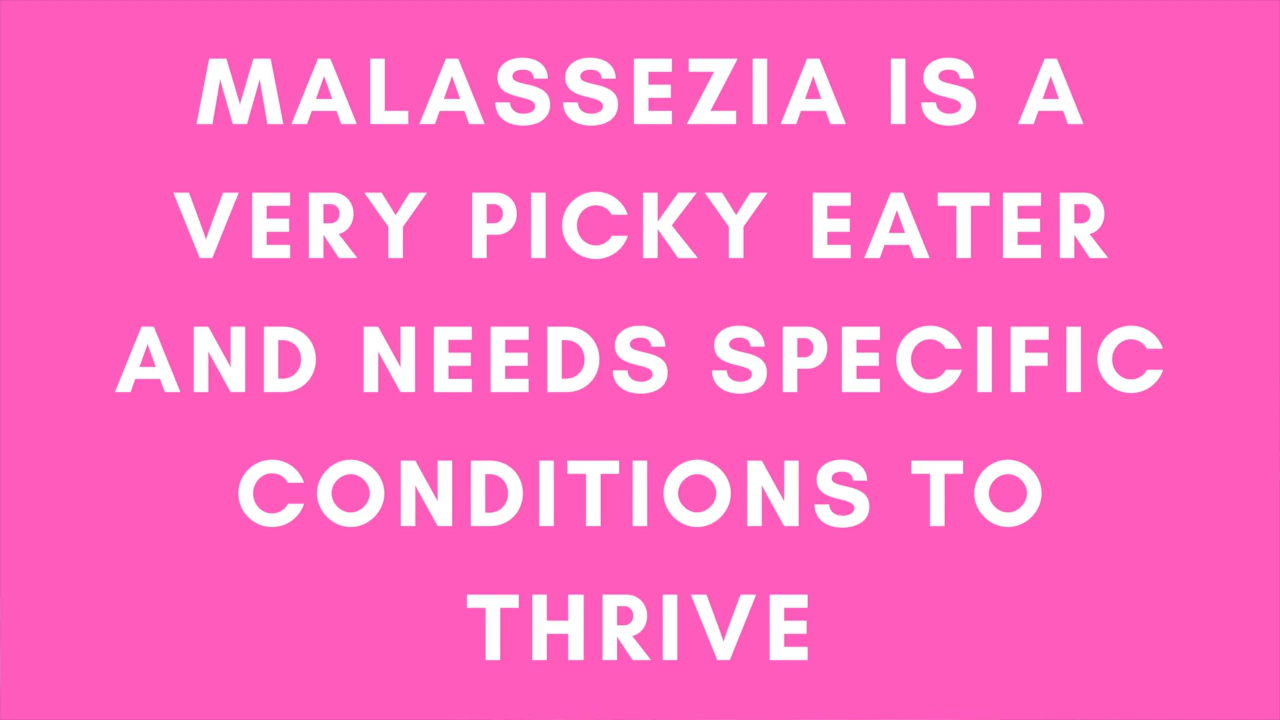 MALASSEZIA IS A
VERY PICKY EATER
AND NEEDS SPECIFIC
CONDITIONS TO
THRIVE